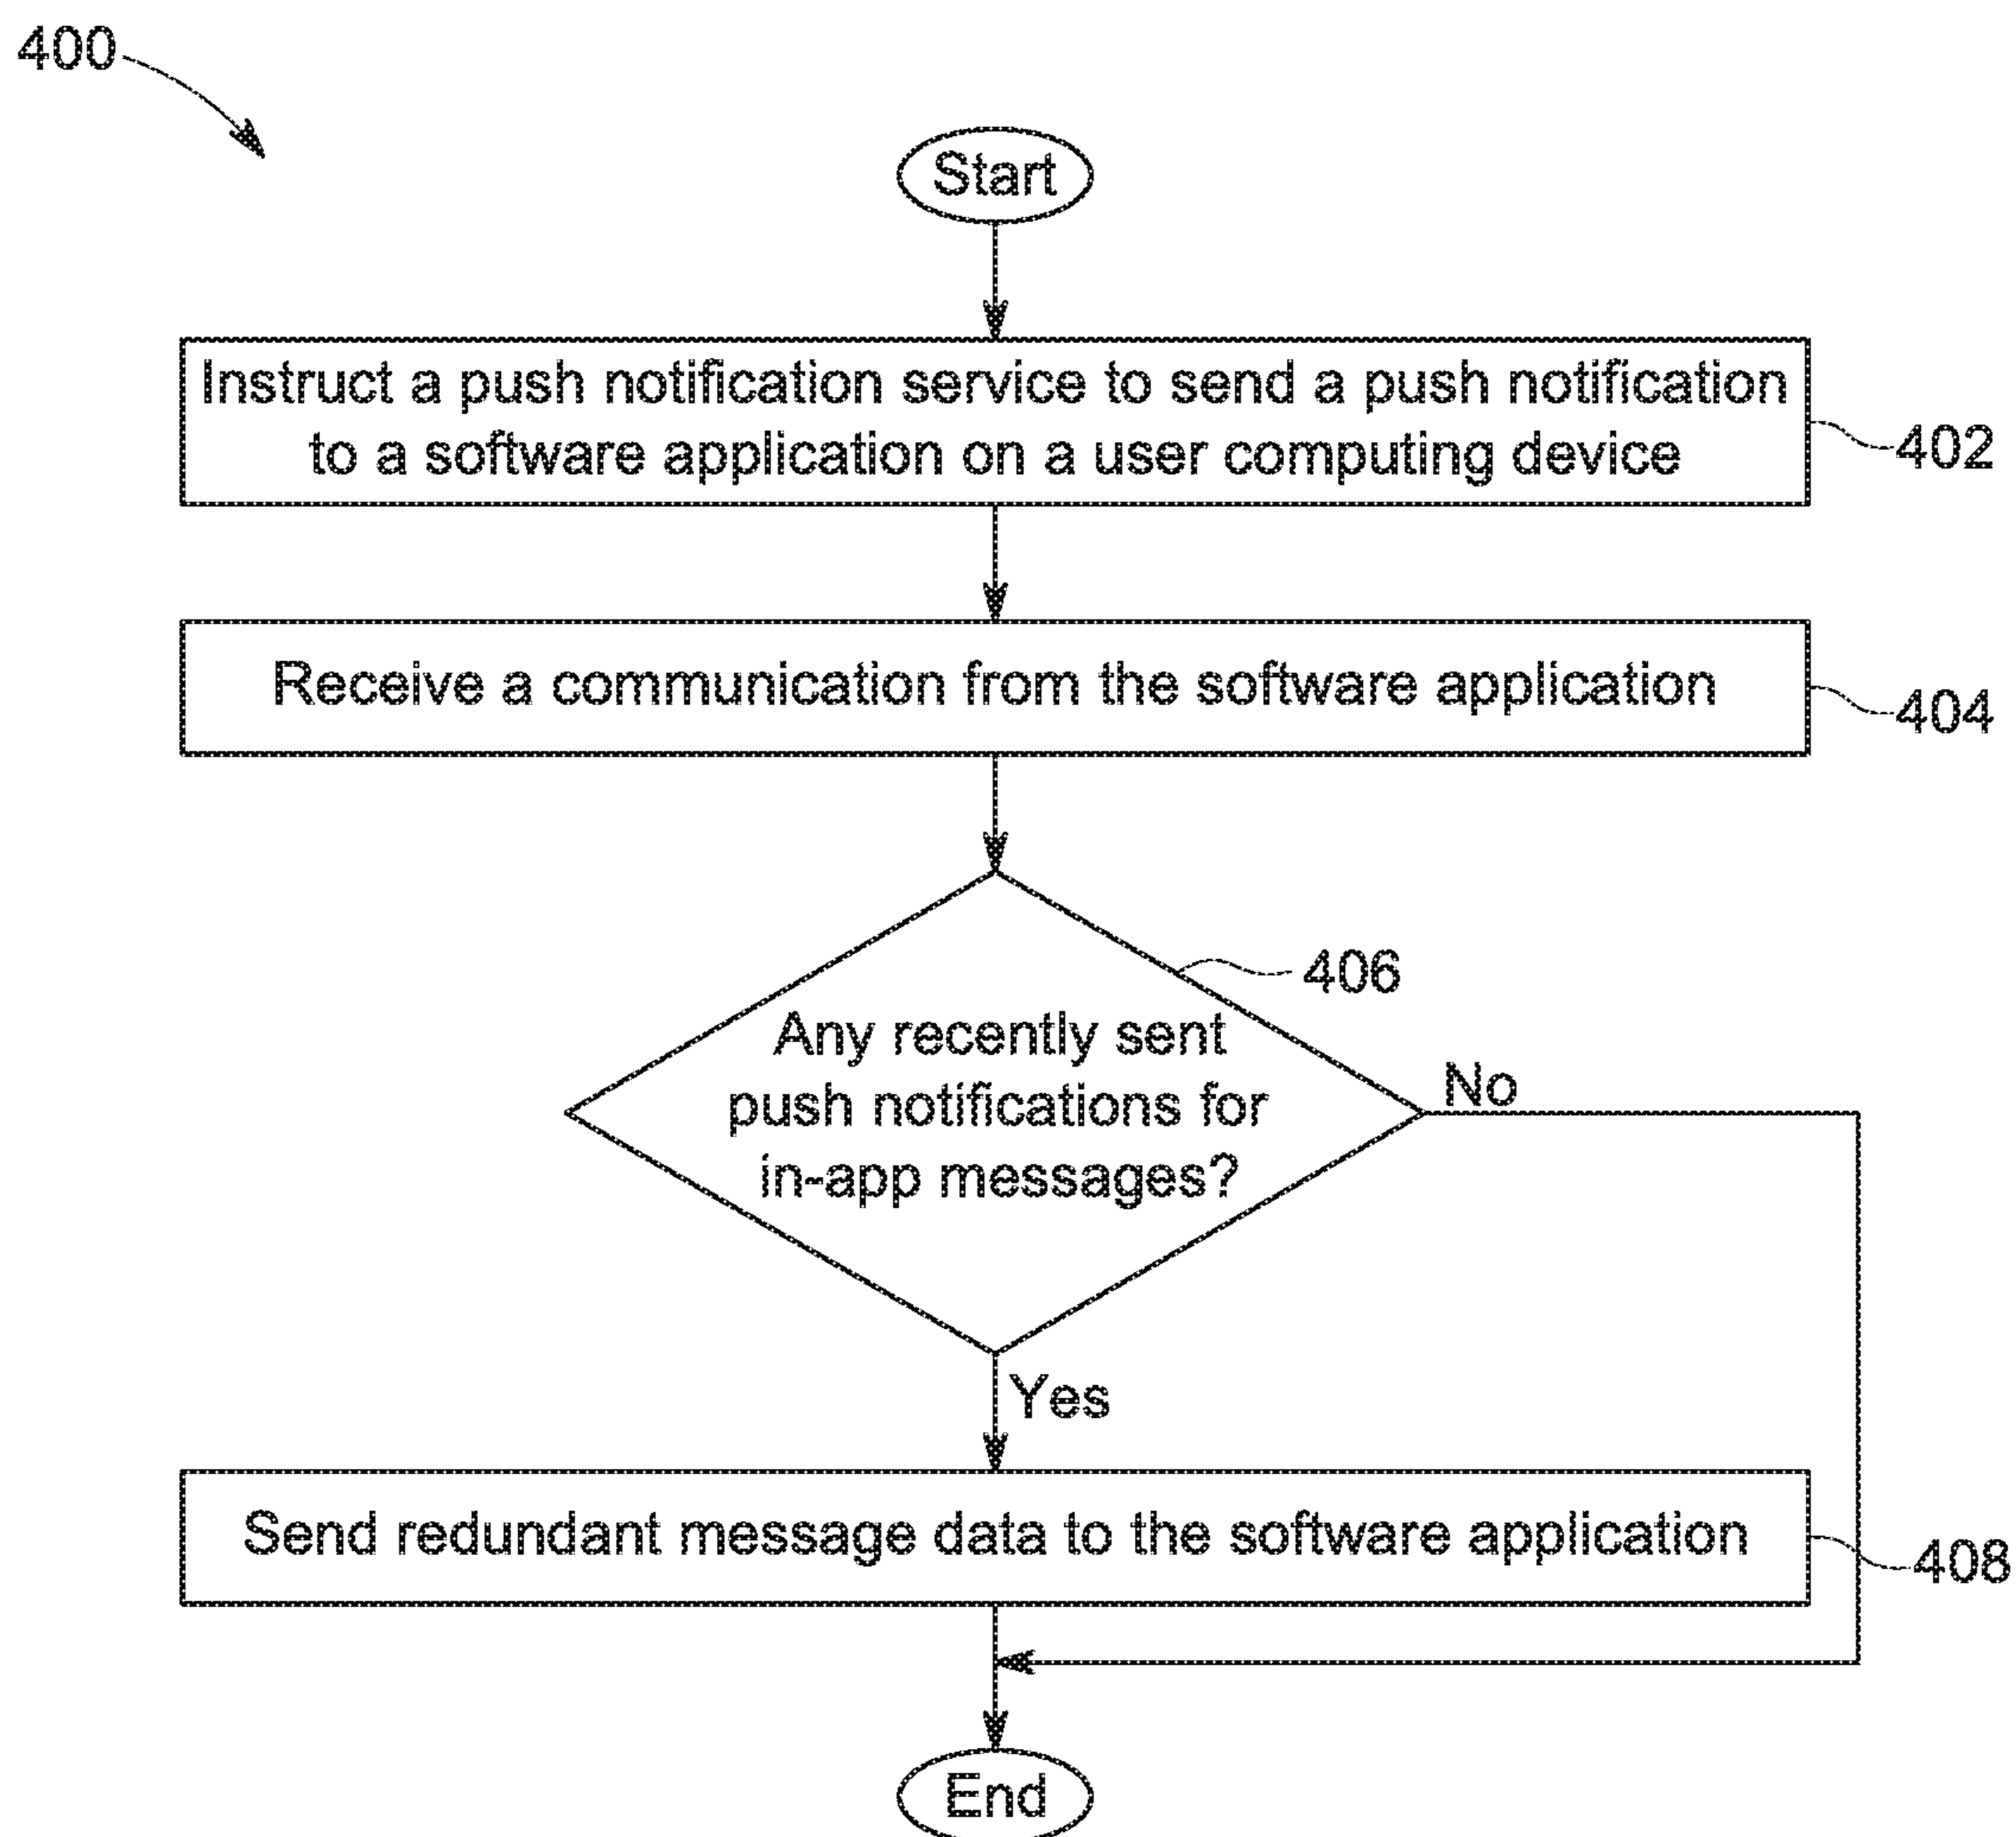 400
Start
Instruct a push notification service to send a push notification
to a software application on a user computing device
402
Receive a communication from the software application
404
406
Any recently sent
push notifications for
in-app messages?
No
Yes
Send redundant message data to the software application
408
End